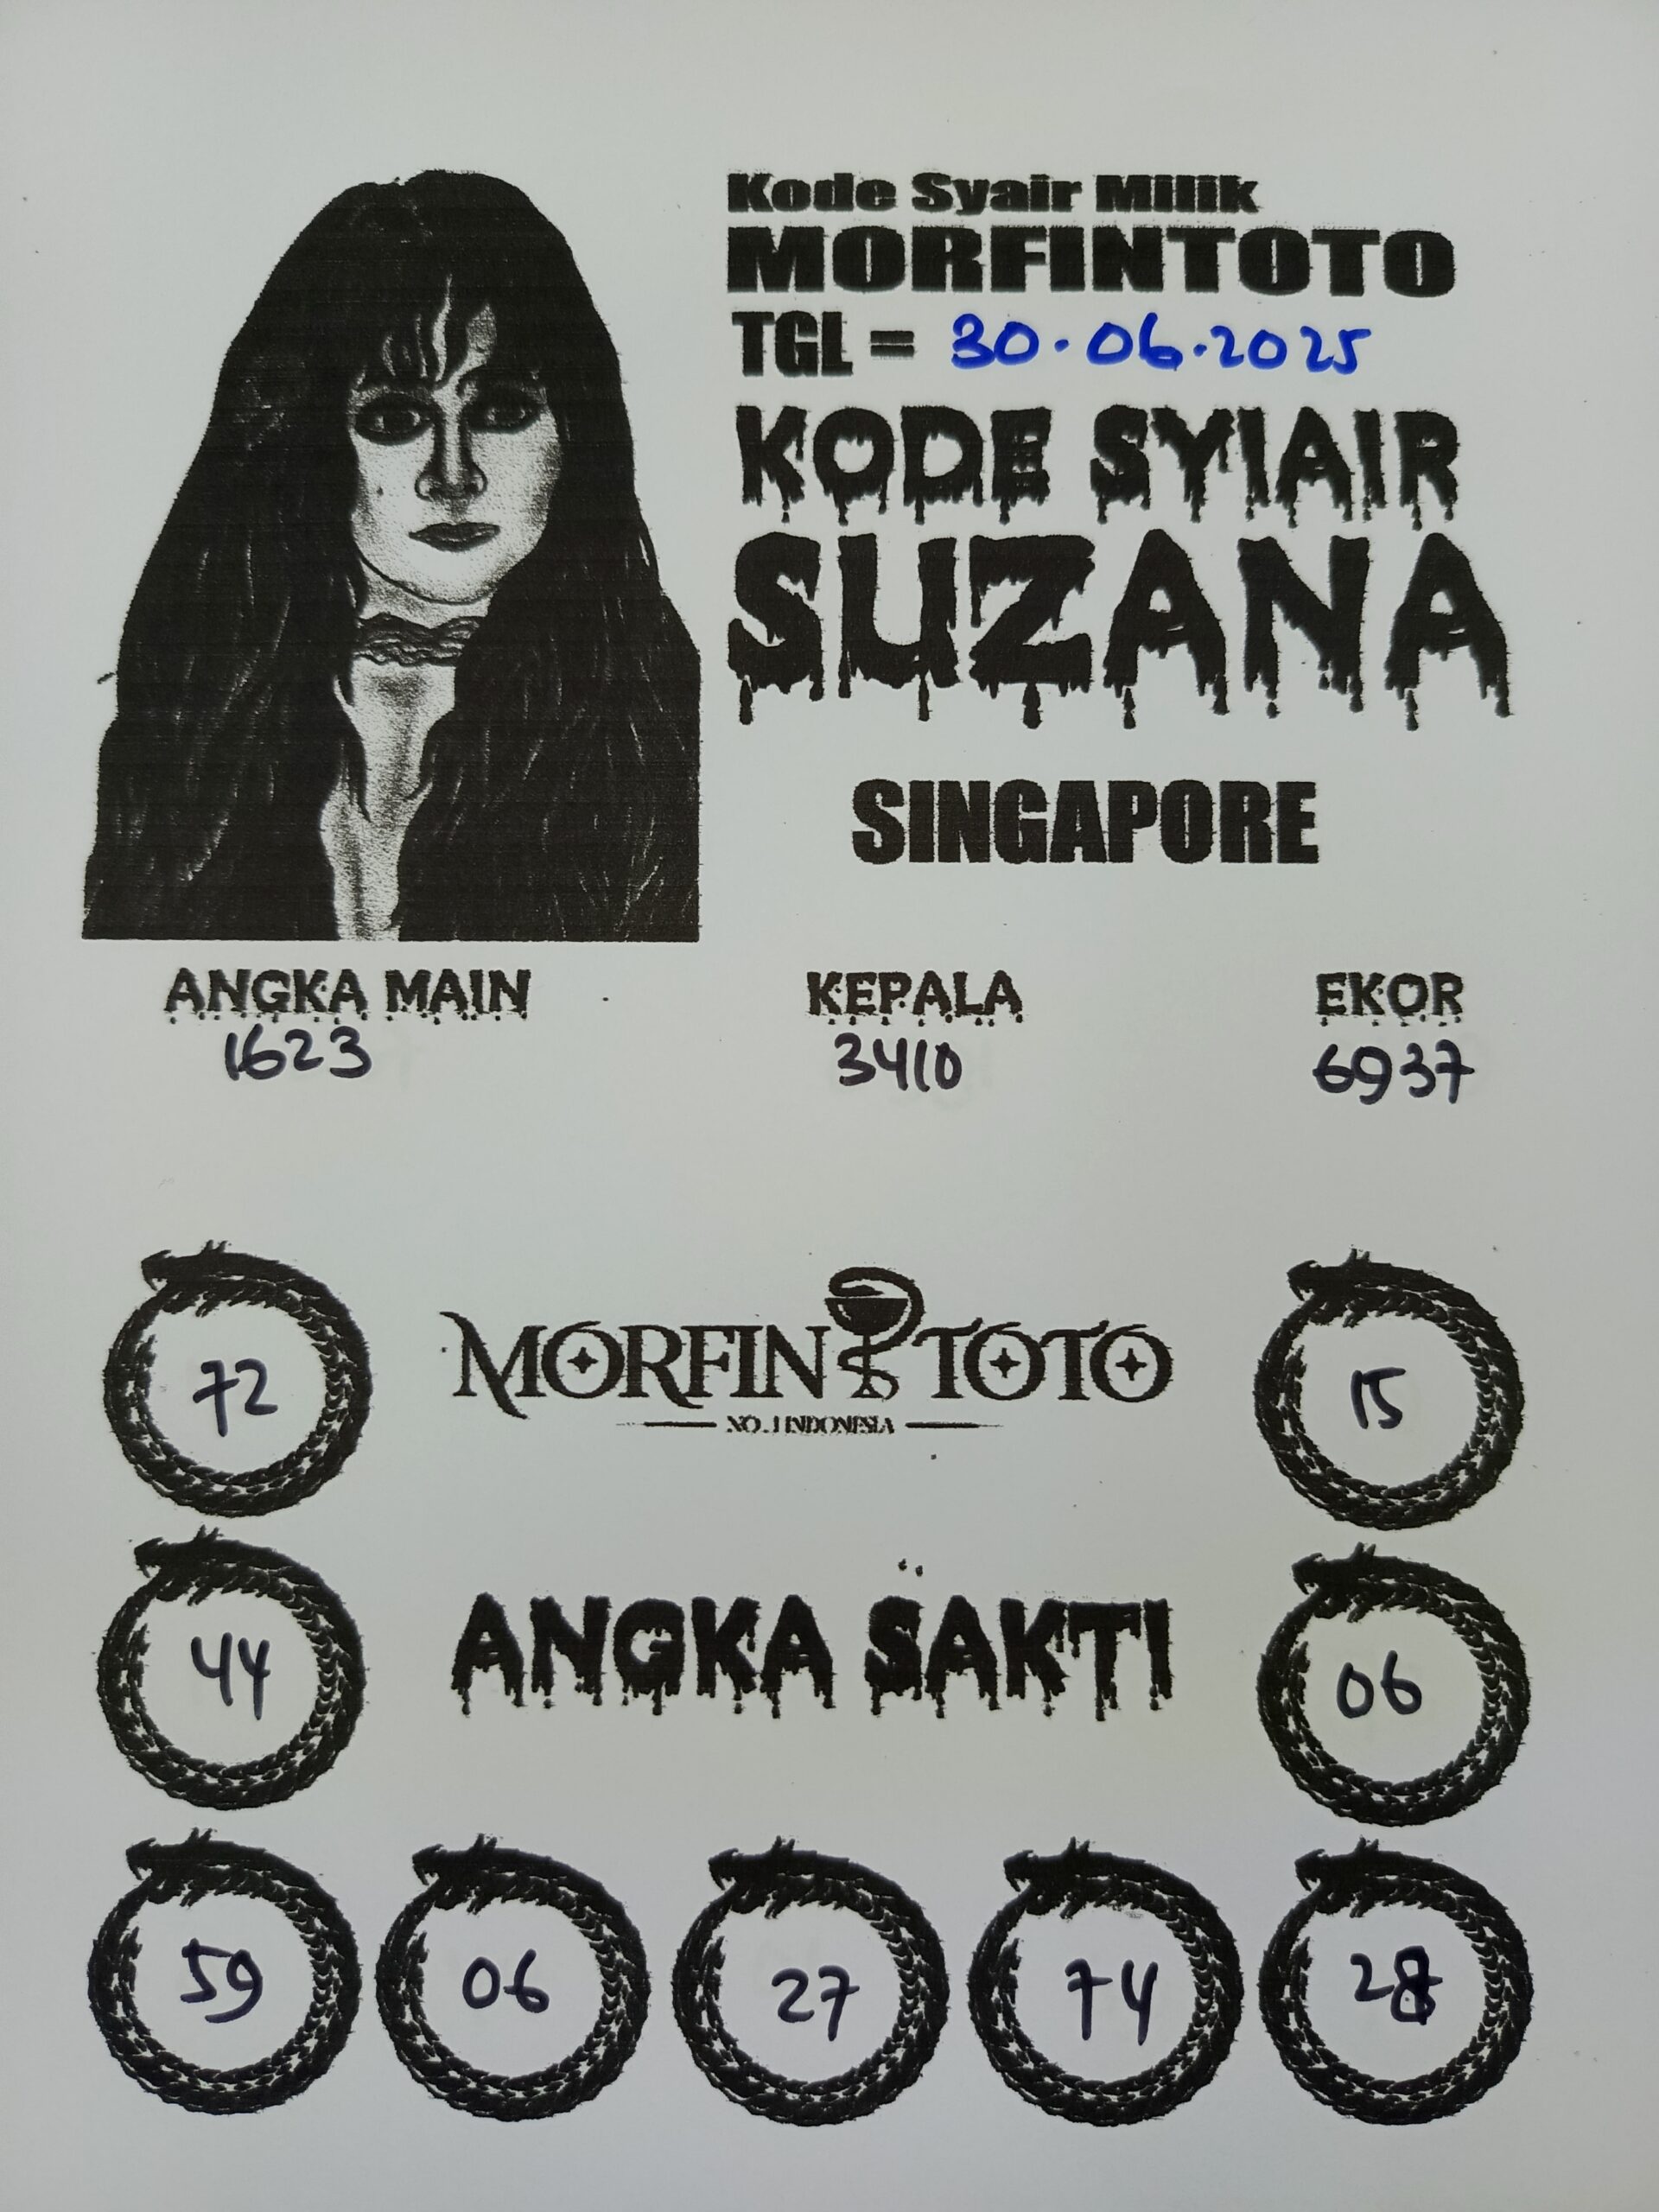 Kode Syair Milik
MORFINTOTO
TGL = 30.06.2025
KODE SYIAIR
SUZANA
SINGAPORE
ANGKA MAIN KEPALA EKOR
1623 3410 6937
72 MORFIN TOTO 15
NO.1 INDONESIA
44 ANGKA SAKTI 06
59 06 27 74 28